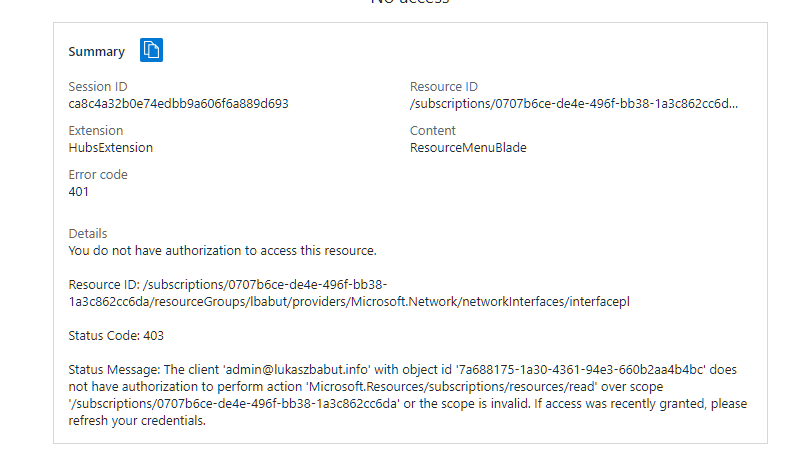 No access
Summary
Session ID
ca8c4a32b0e74edbb9a606f6a889d693
Resource ID
/subscriptions/0707b6ce-de4e-496f-bb38-1a3c862cc6d...
Extension
HubsExtension
Content
ResourceMenuBlade
Error code
401
Details
You do not have authorization to access this resource.
Resource ID: /subscriptions/0707b6ce-de4e-496f-bb38-
1a3c862cc6da/resourceGroups/lbabut/providers/Microsoft.Network/networkInterfaces/interfacepl
Status Code: 403
Status Message: The client 'admin@lukaszbabut.info' with object id '7a688175-1a30-4361-94e3-660b2aa4b4bc' does
not have authorization to perform action 'Microsoft.Resources/subscriptions/resources/read' over scope
'/subscriptions/0707b6ce-de4e-496f-bb38-1a3c862cc6da' or the scope is invalid. If access was recently granted, please
refresh your credentials.